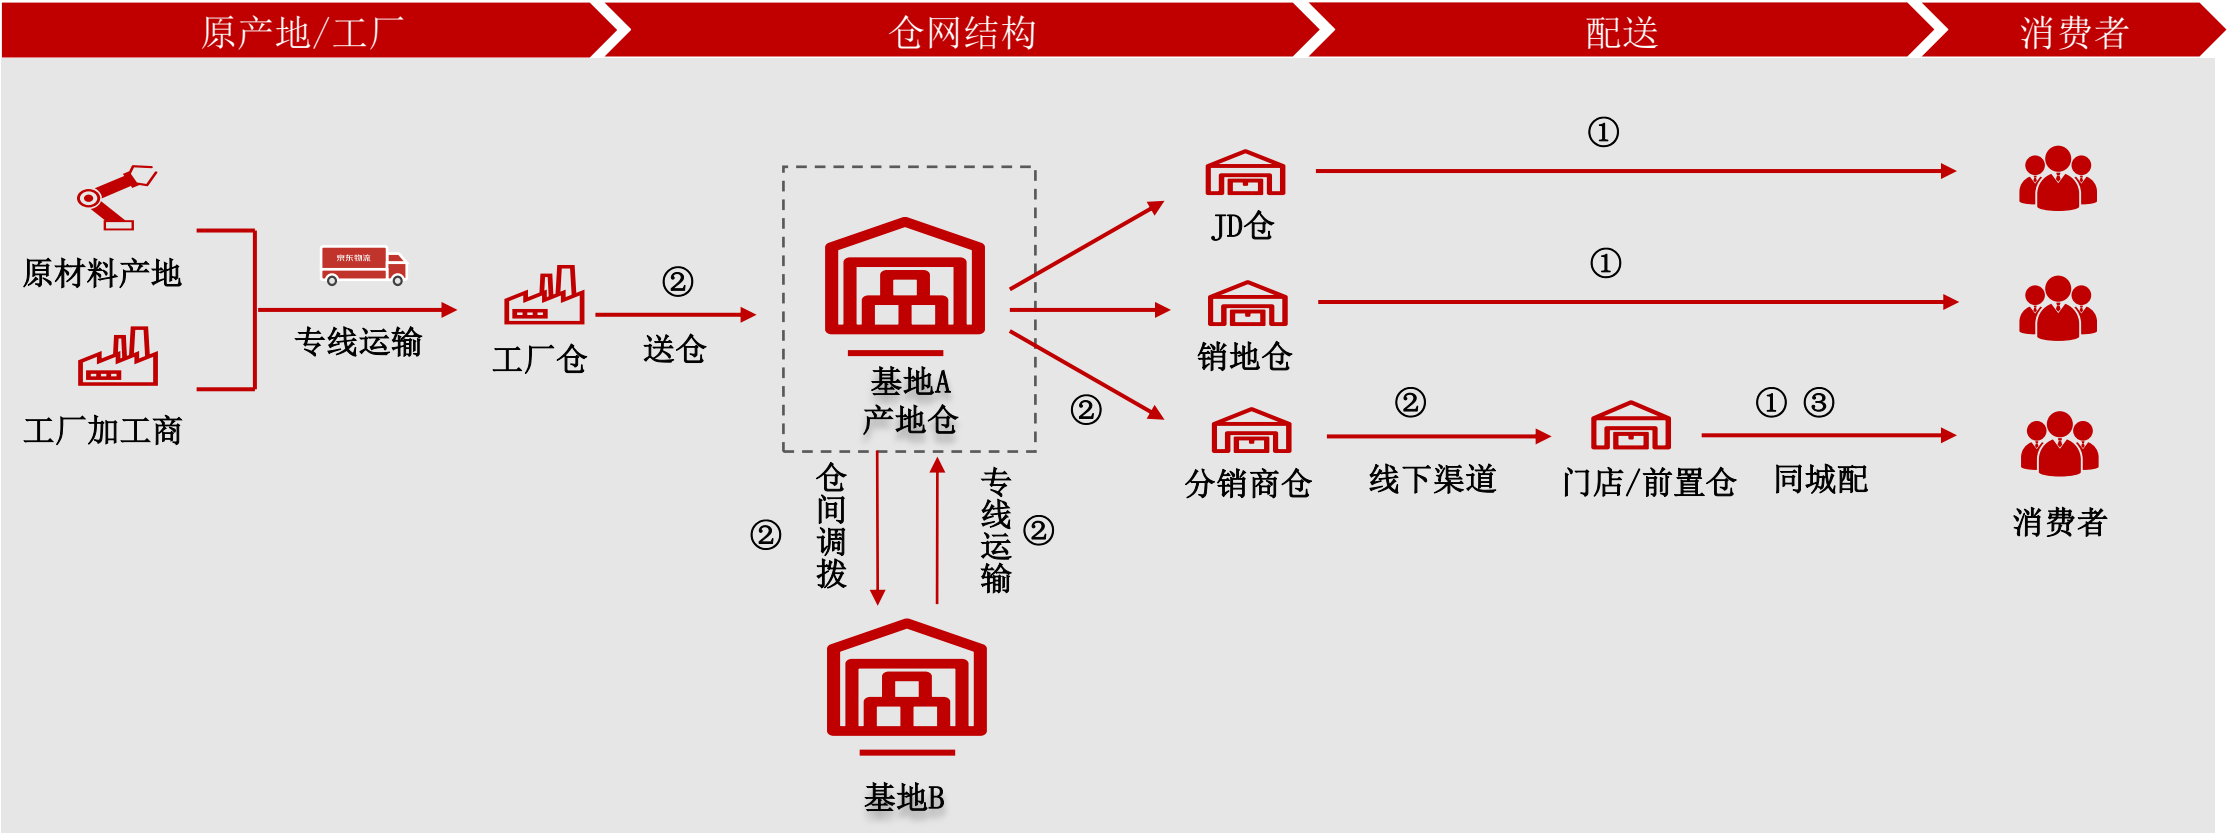 原产地/工厂
仓网结构
配送
消费者
①
JD仓
京东物流
原材料产地
专线运输
②
工厂仓
送仓
①
销地仓
基地A
产地仓
②
工厂加工商
分销商仓
②
线下渠道
门店/前置仓
① ③
同城配
消费者
仓间调拨
②
专线运输
②
基地B